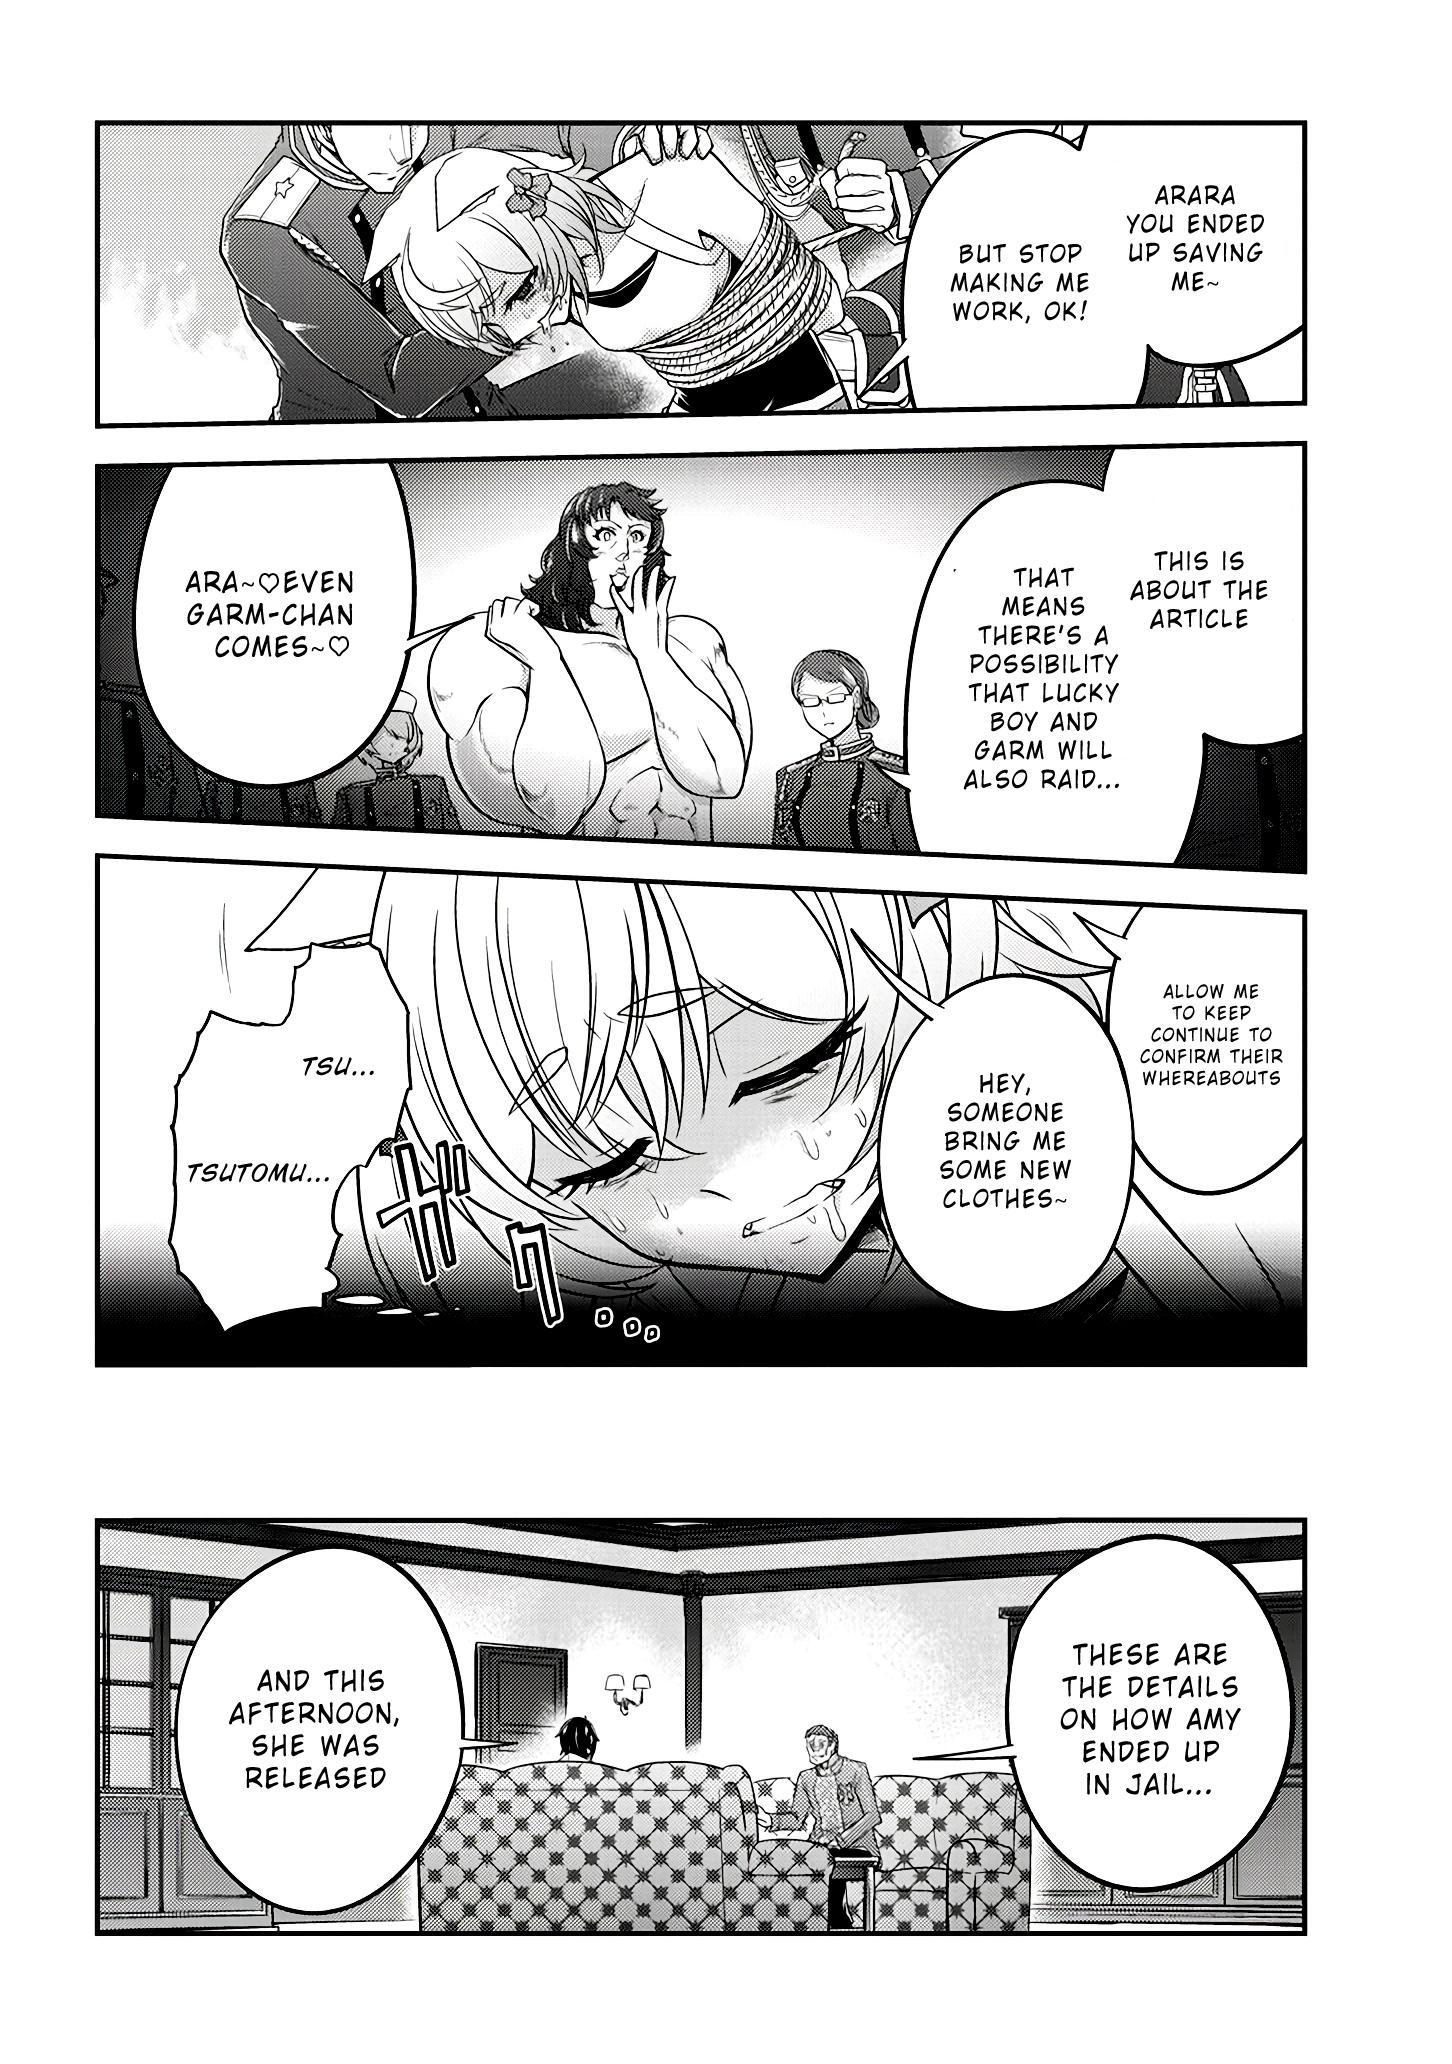 ARARA
YOU ENDED
UP SAVING
ME~
BUT STOP
MAKING ME
WORK, OK!
THIS IS
ABOUT THE
ARTICLE
THAT
MEANS
THERE'S A
POSSIBILITY
THAT LUCKY
BOY AND
GARM WILL
ALSO RAID...
ARA~♡EVEN
GARM-CHAN
COMES~♡
ALLOW ME
TO KEEP
CONTINUE TO
CONFIRM THEIR
WHEREABOUTS
HEY,
SOMEONE
BRING ME
SOME NEW
CLOTHES~
TSU...
TSUTOMU...
ガク...
THESE ARE
THE DETAILS
ON HOW AMY
ENDED UP
IN JAIL...
AND THIS
AFTERNOON,
SHE WAS
RELEASED